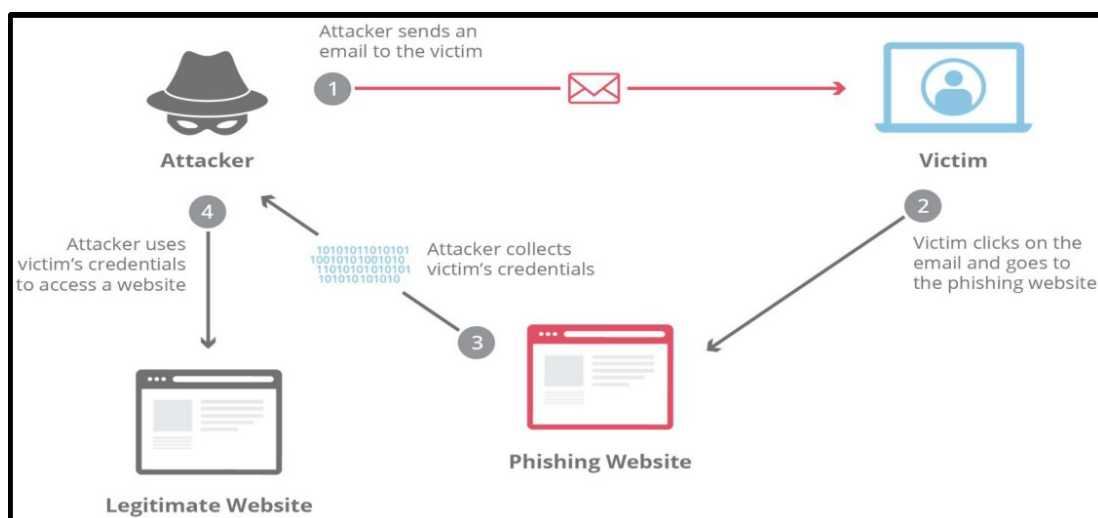 Attacker sends an
email to the victim
1
Attacker
Victim
4
2
Attacker uses
victim's credentials
to access a website
10101011010101
10010101001010
11010101010101
101010101010
Attacker collects
victim's credentials
Victim clicks on the
email and goes to
the phishing website
3
Phishing Website
Legitimate Website